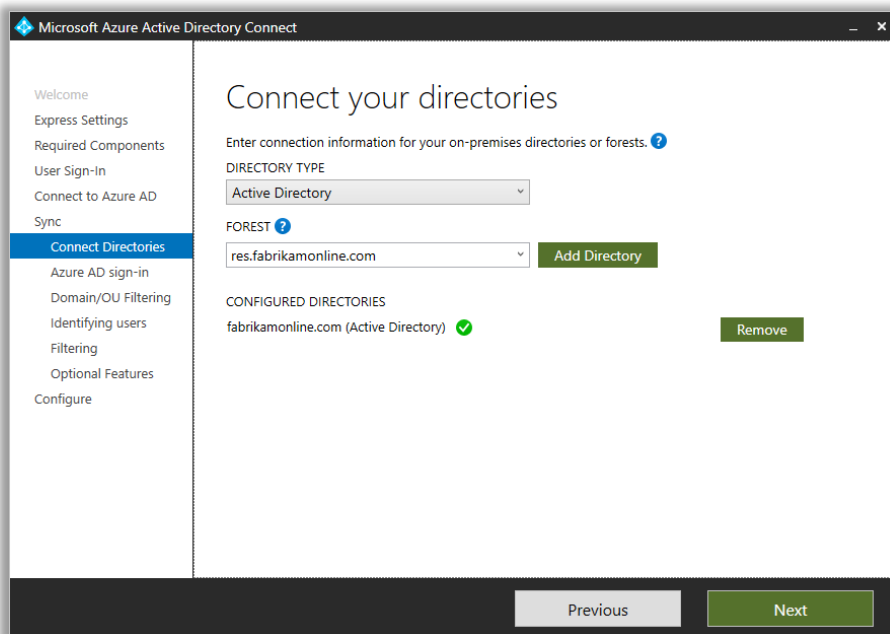 Microsoft Azure Active Directory Connect
Welcome
Express Settings
Required Components
User Sign-In
Connect to Azure AD
Sync
Connect Directories
Azure AD sign-in
Domain/OU Filtering
Identifying users
Filtering
Optional Features
Configure
Connect your directories
Enter connection information for your on-premises directories or forests. ?
DIRECTORY TYPE
Active Directory
FOREST ?
res.fabrikamonline.com
Add Directory
CONFIGURED DIRECTORIES
fabrikamonline.com (Active Directory)
Remove
Previous
Next